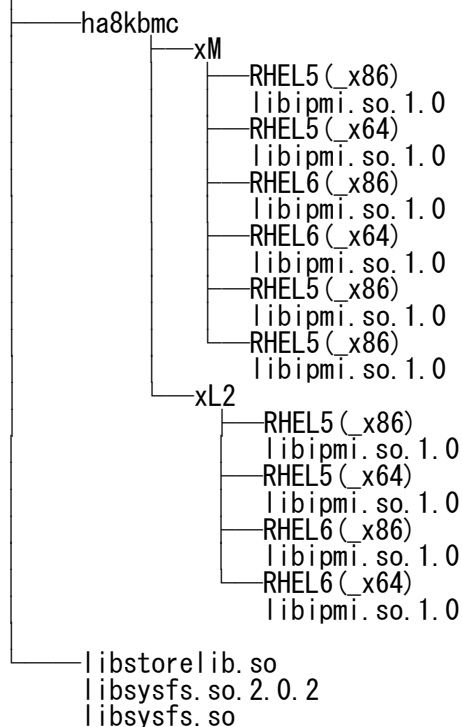 ha8kbmc
xM
RHEL5(_x86)
libipmi.so.1.0
RHEL5(_x64)
libipmi.so.1.0
RHEL6(_x86)
libipmi.so.1.0
RHEL6(_x64)
libipmi.so.1.0
RHEL5(_x86)
libipmi.so.1.0
RHEL5(_x86)
libipmi.so.1.0
xL2
RHEL5(_x86)
libipmi.so.1.0
RHEL5(_x64)
libipmi.so.1.0
RHEL6(_x86)
libipmi.so.1.0
RHEL6(_x64)
libipmi.so.1.0
libstorelib.so
libsysfs.so.2.0.2
libsysfs.so